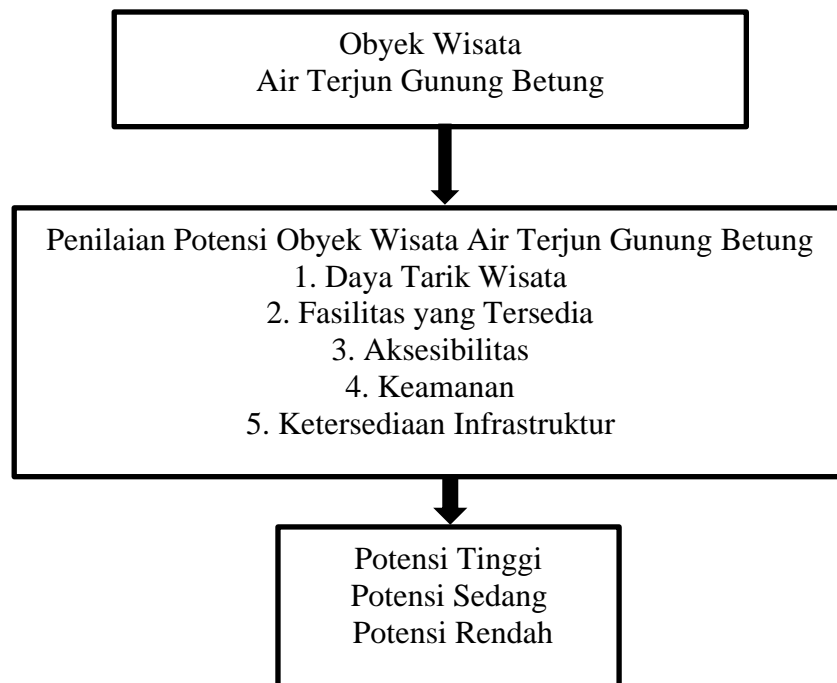 Obyek Wisata
Air Terjun Gunung Betung
Penilaian Potensi Obyek Wisata Air Terjun Gunung Betung
1. Daya Tarik Wisata
2. Fasilitas yang Tersedia
3. Aksesibilitas
4. Keamanan
5. Ketersediaan Infrastruktur
Potensi Tinggi
Potensi Sedang
Potensi Rendah